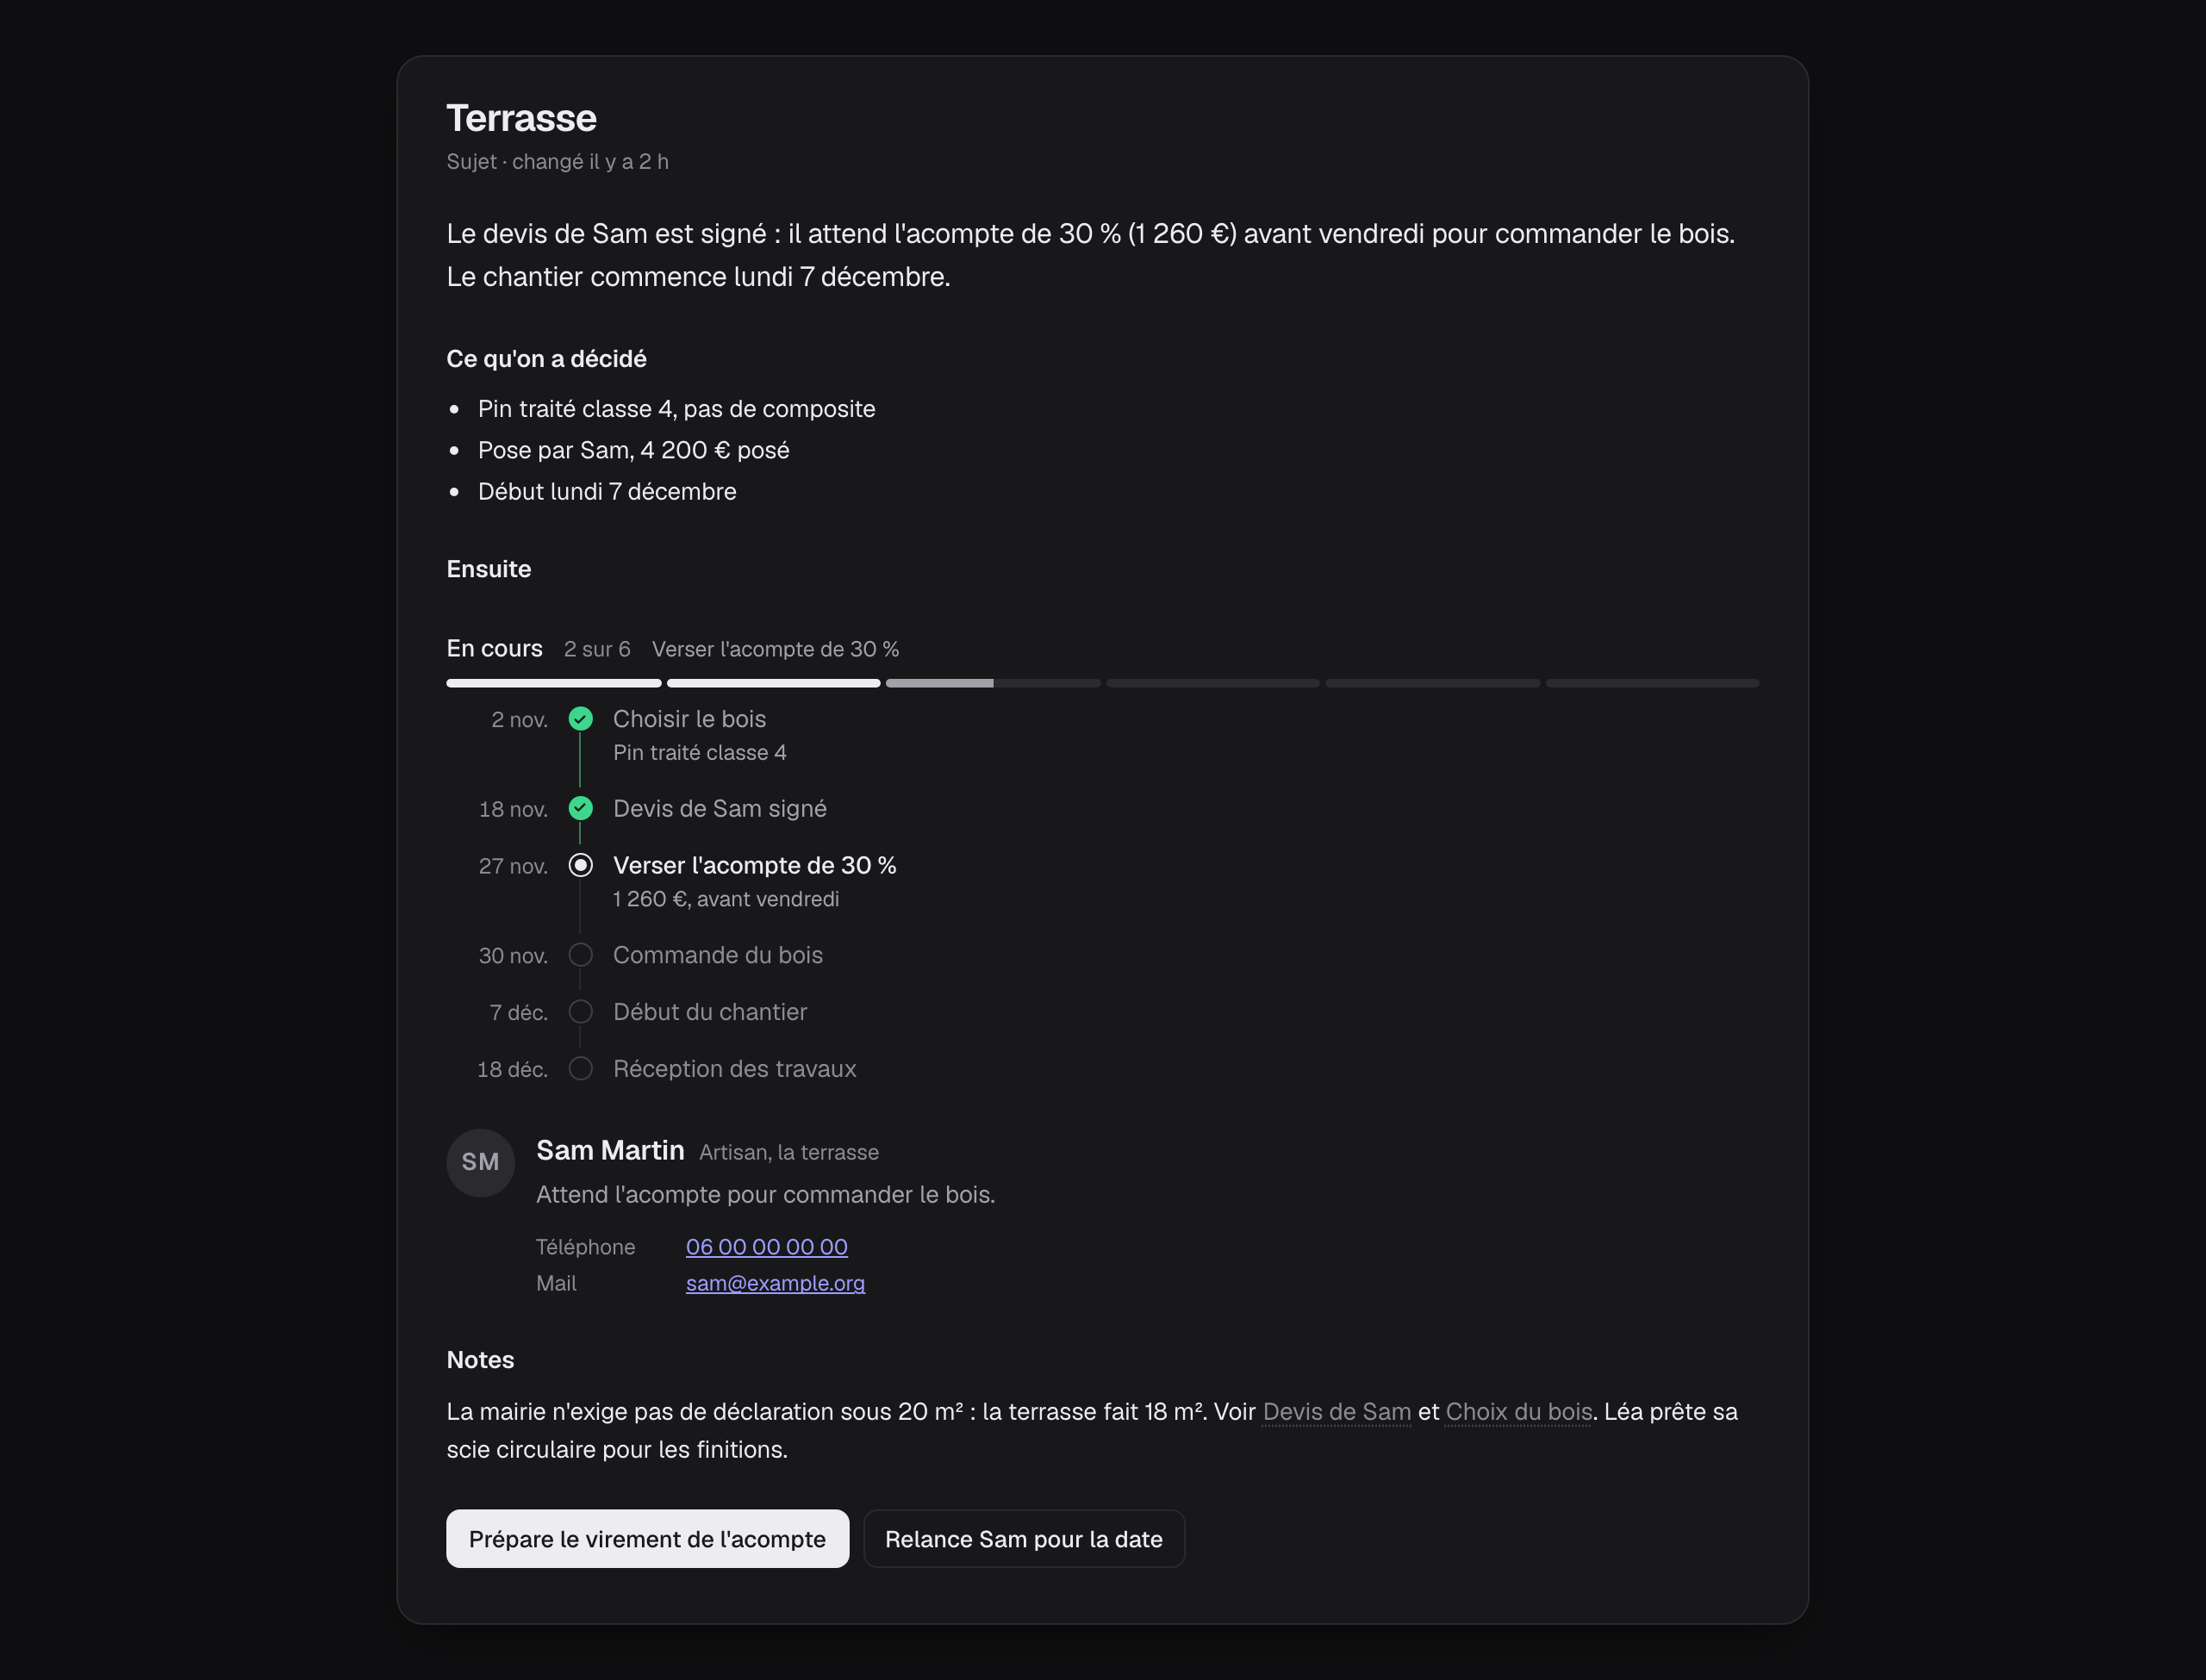 Terrasse
Sujet · changé il y a 2 h
Le devis de Sam est signé : il attend l'acompte de 30 % (1 260 €) avant vendredi pour commander le bois.
Le chantier commence lundi 7 décembre.
Ce qu'on a décidé
• Pin traité classe 4, pas de composite
• Pose par Sam, 4 200 € posé
• Début lundi 7 décembre
Ensuite
En cours 2 sur 6 Verser l'acompte de 30 %
2 nov. Choisir le bois
Pin traité classe 4
18 nov. Devis de Sam signé
27 nov. Verser l'acompte de 30 %
1 260 €, avant vendredi
30 nov. Commande du bois
7 déc. Début du chantier
18 déc. Réception des travaux
SM Sam Martin Artisan, la terrasse
Attend l'acompte pour commander le bois.
Téléphone 06 00 00 00 00
Mail sam@example.org
Notes
La mairie n'exige pas de déclaration sous 20 m² : la terrasse fait 18 m². Voir Devis de Sam et Choix du bois. Léa prête sa
scie circulaire pour les finitions.
Prépare le virement de l'acompte Relance Sam pour la date